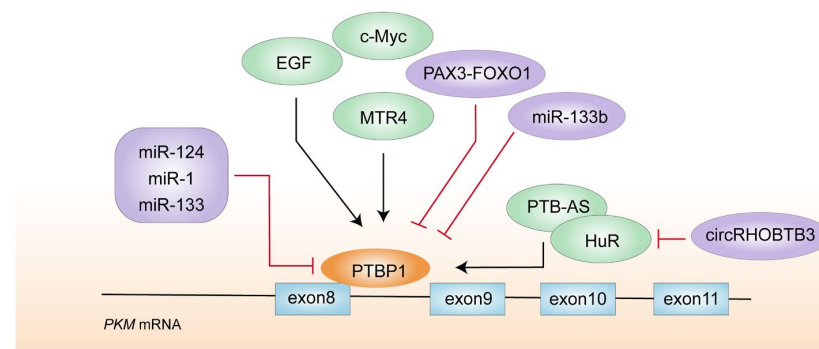 c-Myc
EGF
PAX3-FOXO1
MTR4
miR-133b
miR-124
miR-1
miR-133
PTB-AS
HuR
circRHOBTB3
PTBP1
exon8
exon9
exon10
exon11
PKM mRNA